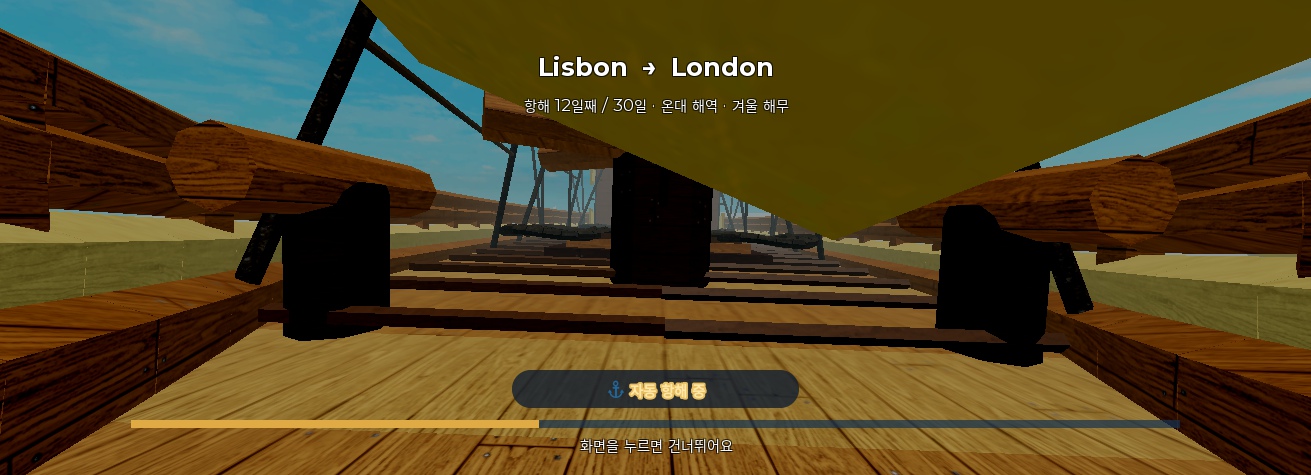 Lisbon → London
항해 12일째 / 30일 · 온대 해역 · 겨울 해무
⚓ 자동 항해 중
화면을 누르면 건너뛰어요